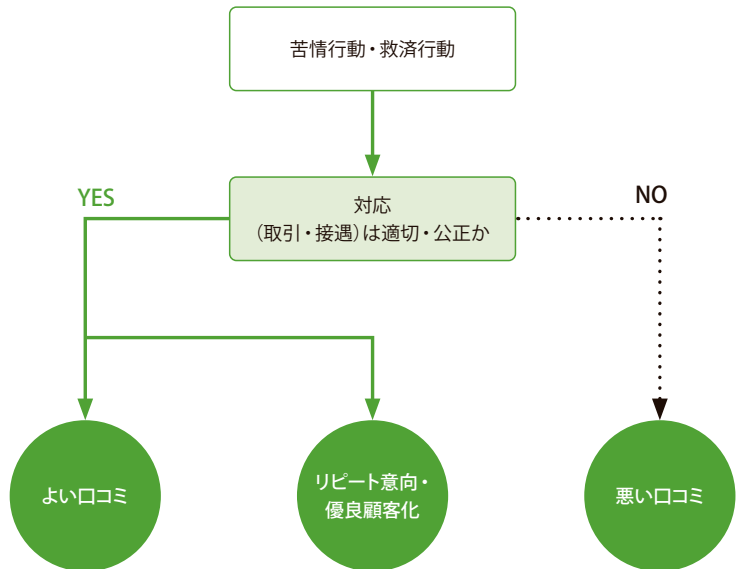 苦情行動・救済行動
YES
NO
対応
（取引・接遇）は適切・公正か
よい口コミ
リピート意向・
優良顧客化
悪い口コミ